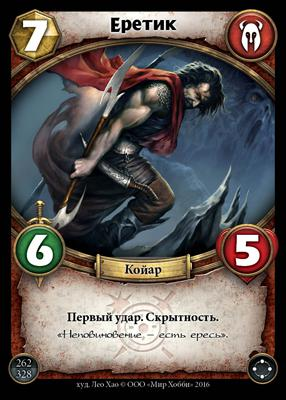 7
Еретик
6
Койар
5
Первый удар. Скрытность.
«Неповиновение – есть ересь».
262
328
худ. Лео Хао © ООО «Мир Хобби» 2016